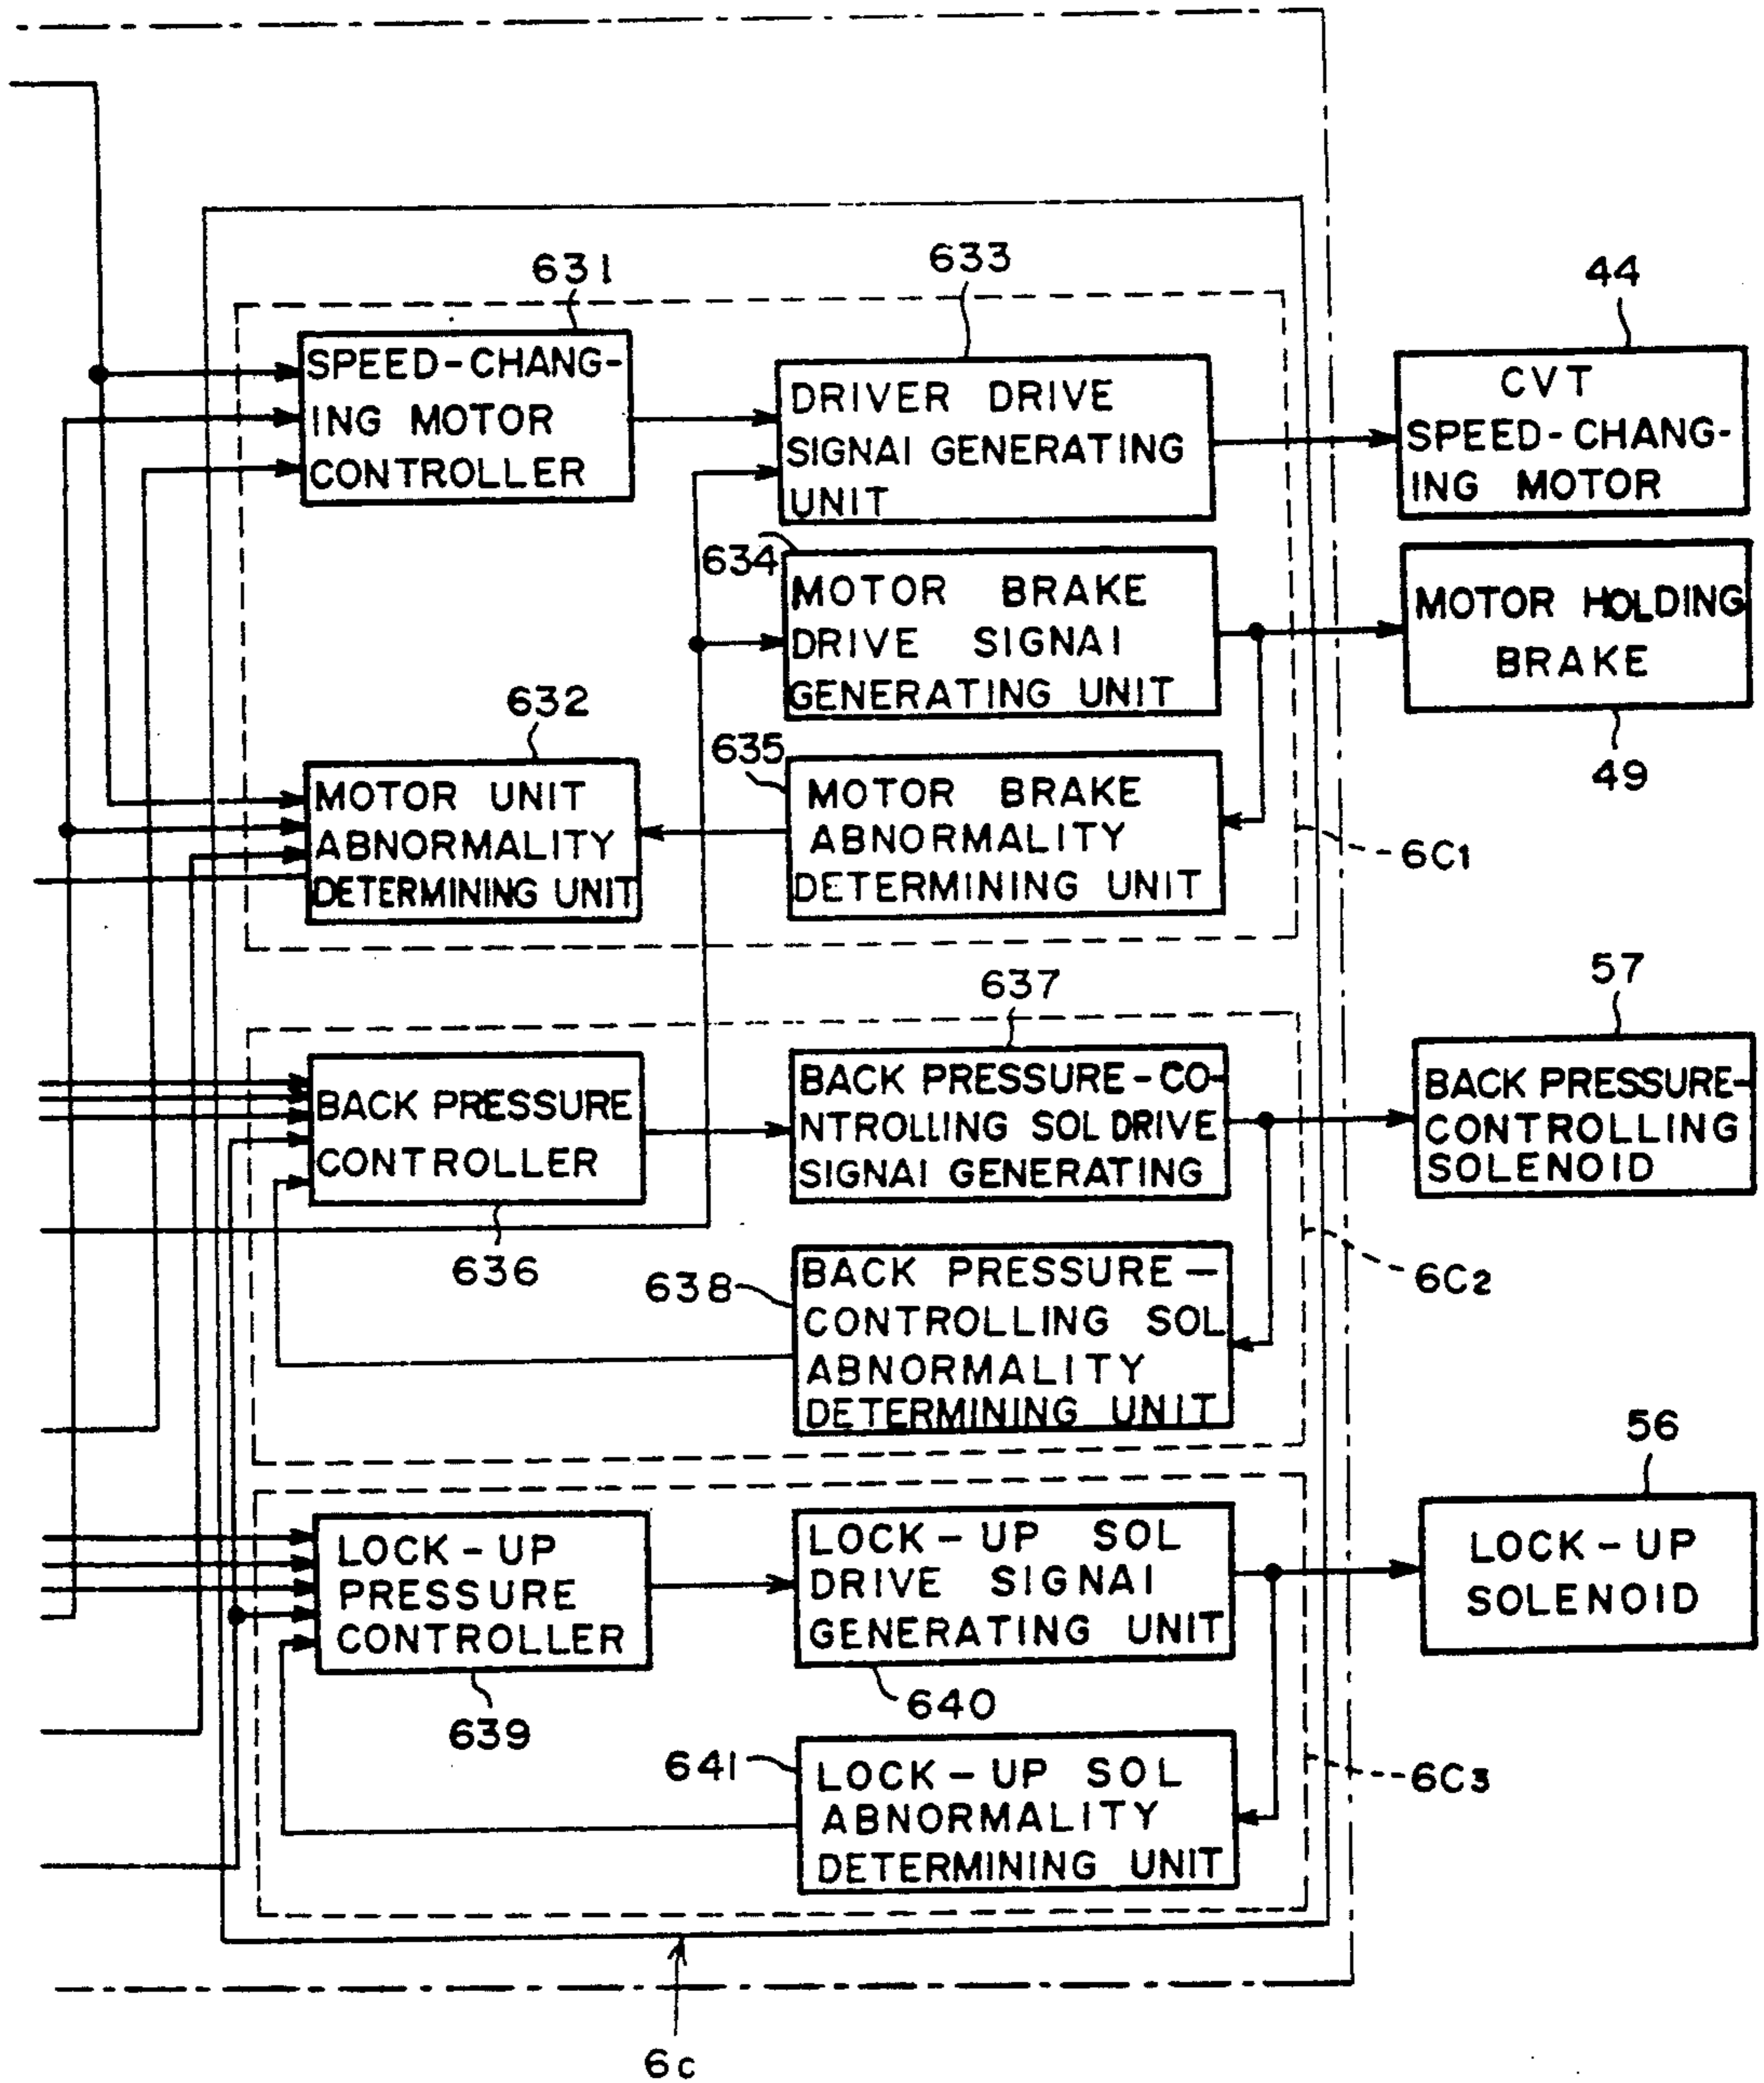 631
633
44
SPEED-CHANG-
ING MOTOR
CONTROLLER
DRIVER DRIVE
SIGNAI GENERATING
UNIT
CVT
SPEED-CHANG-
ING MOTOR
634
MOTOR BRAKE
DRIVE SIGNAI
GENERATING UNIT
MOTOR HOLDING
BRAKE
49
632
635
MOTOR UNIT
ABNORMALITY
DETERMINING UNIT
MOTOR BRAKE
ABNORMALITY
DETERMINING UNIT
6C1
637
57
BACK PRESSURE
CONTROLLER
636
BACK PRESSURE-CO-
NTROLLING SOL DRIVE
SIGNAI GENERATING
BACK PRESSURE-
CONTROLLING
SOLENOID
638
BACK PRESSURE-
CONTROLLING SOL
ABNORMALITY
DETERMINING UNIT
6C2
56
LOCK-UP
PRESSURE
CONTROLLER
639
LOCK-UP SOL
DRIVE SIGNAI
GENERATING UNIT
640
LOCK-UP
SOLENOID
641
LOCK-UP SOL
ABNORMALITY
DETERMINING UNIT
6C3
6c